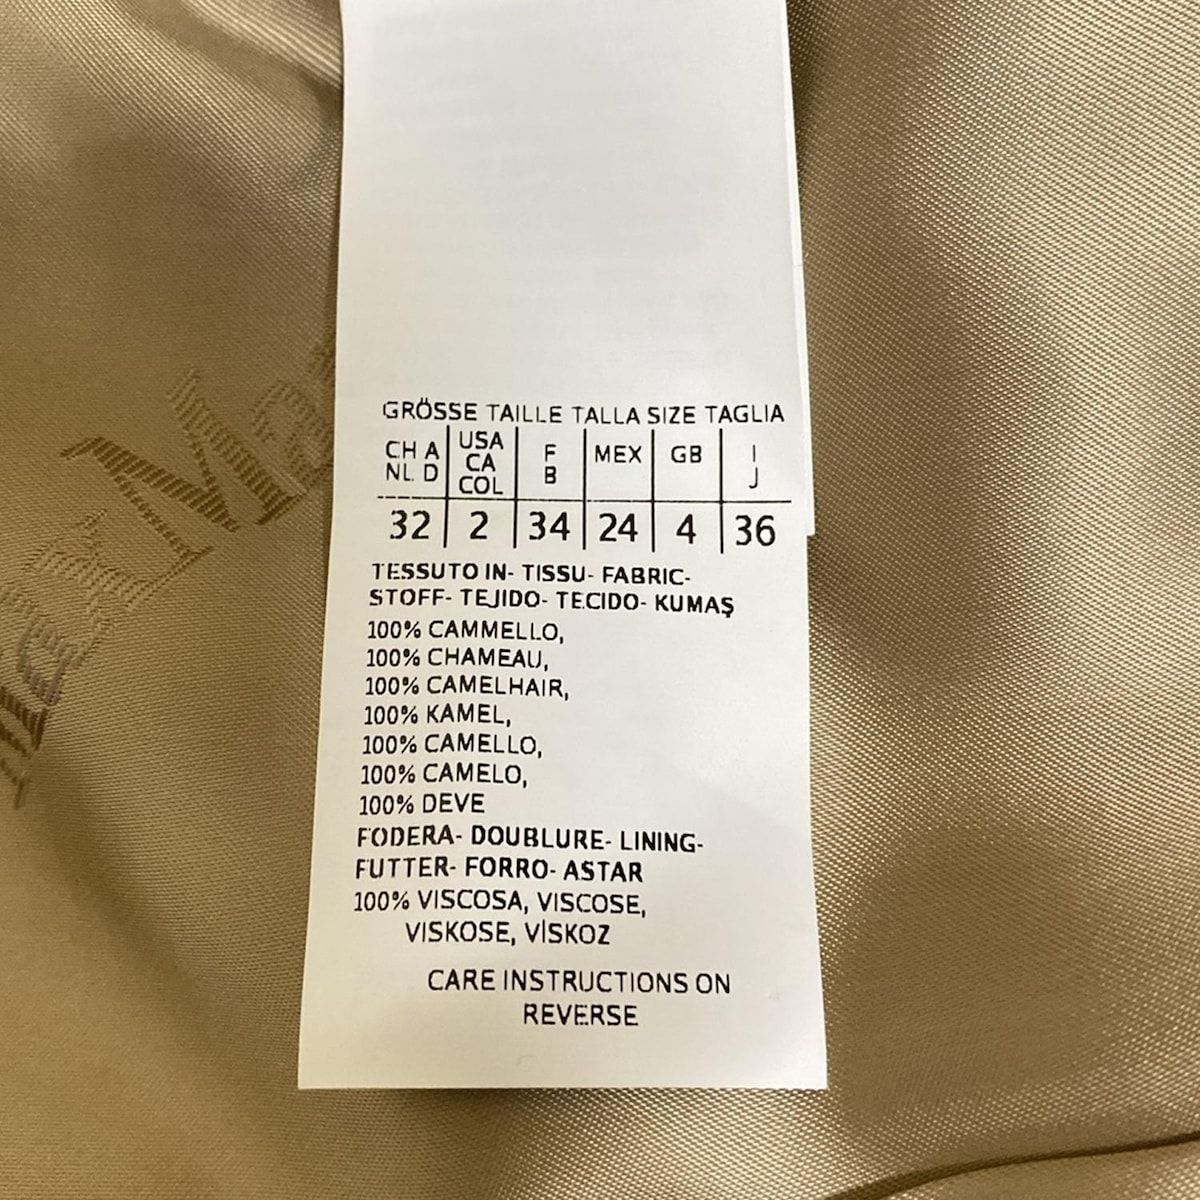 GRÖSSE TAILLE TALLA SIZE TAGLIA
CH A NL. D | USA CA COL | F B | MEX | GB | I J
32 | 2 | 34 | 24 | 4 | 36
TESSUTO IN- TISSU- FABRIC-
STOFF- TEJIDO- TECIDO- KUMAŞ
100% CAMMELLO,
100% CHAMEAU,
100% CAMELHAIR,
100% KAMEL,
100% CAMELLO,
100% CAMELO,
100% DEVE
FODERA- DOUBLURE- LINING-
FUTTER- FORRO- ASTAR
100% VISCOSA, VISCOSE,
VISKOSE, VİSKOZ
CARE INSTRUCTIONS ON
REVERSE